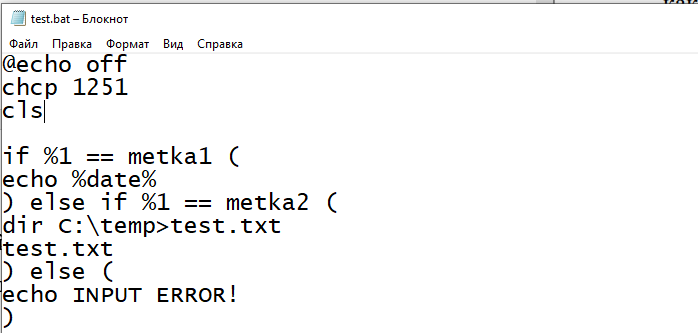 test.bat – Блокнот
Файл Правка Формат Вид Справка
@echo off
chcp 1251
cls
if %1 == metka1 (
echo %date%
) else if %1 == metka2 (
dir C:\temp>test.txt
test.txt
) else (
echo INPUT ERROR!
)